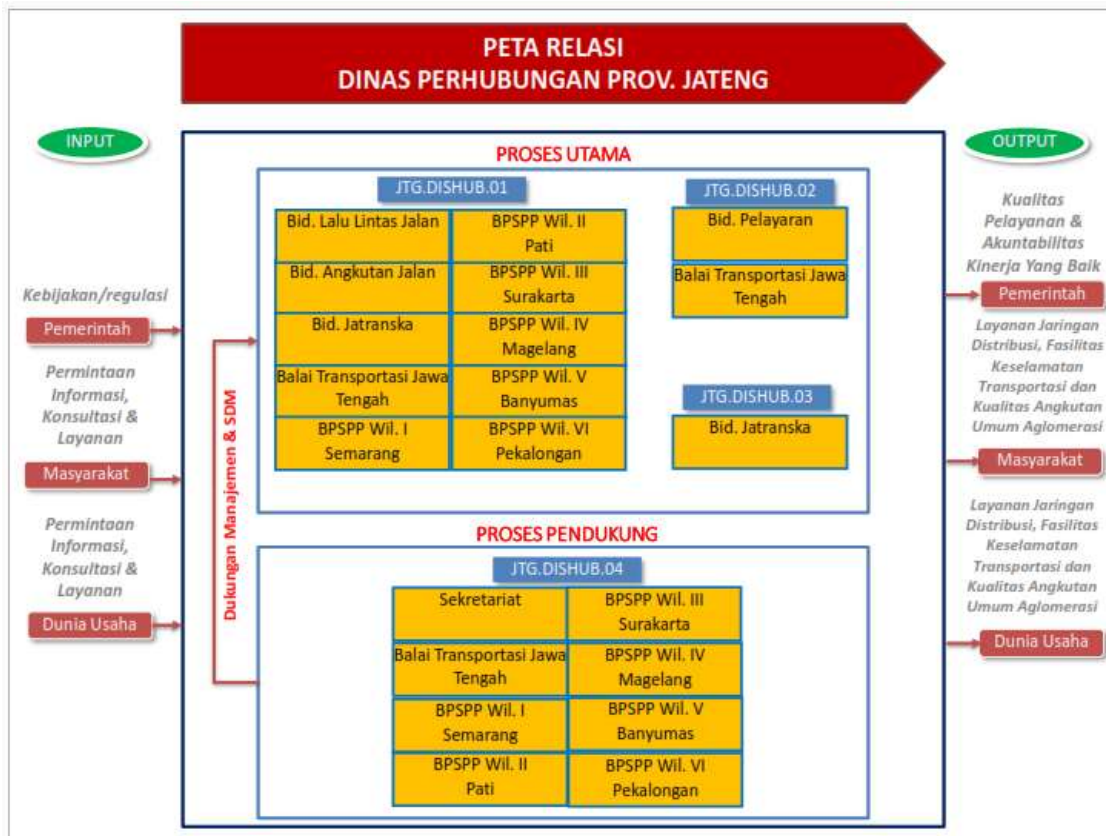 PETA RELASI
DINAS PERHUBUNGAN PROV. JATENG
INPUT
Kebijakan/regulasi
Pemerintah
Permintaan
Informasi,
Konsultasi &
Layanan
Masyarakat
Permintaan
Informasi,
Konsultasi &
Layanan
Dunia Usaha
PROSES UTAMA
JTG.DISHUB.01
Bid. Lalu Lintas Jalan
Bid. Angkutan Jalan
Bid. Jatranska
Balai Transportasi Jawa
Tengah
BPSPP Wil. I
Semarang
BPSPP Wil. II
Pati
BPSPP Wil. III
Surakarta
BPSPP Wil. IV
Magelang
BPSPP Wil. V
Banyumas
BPSPP Wil. VI
Pekalongan
JTG.DISHUB.02
Bid. Pelayaran
Balai Transportasi Jawa
Tengah
JTG.DISHUB.03
Bid. Jatranska
Dukungan Manajemen & SDM
PROSES PENDUKUNG
JTG.DISHUB.04
Sekretariat
Balai Transportasi Jawa
Tengah
BPSPP Wil. I
Semarang
BPSPP Wil. II
Pati
BPSPP Wil. III
Surakarta
BPSPP Wil. IV
Magelang
BPSPP Wil. V
Banyumas
BPSPP Wil. VI
Pekalongan
OUTPUT
Kualitas
Pelayanan &
Akuntabilitas
Kinerja Yang Baik
Pemerintah
Layanan Jaringan
Distribusi, Fasilitas
Keselamatan
Transportasi dan
Kualitas Angkutan
Umum Aglomerasi
Masyarakat
Layanan Jaringan
Distribusi, Fasilitas
Keselamatan
Transportasi dan
Kualitas Angkutan
Umum Aglomerasi
Dunia Usaha